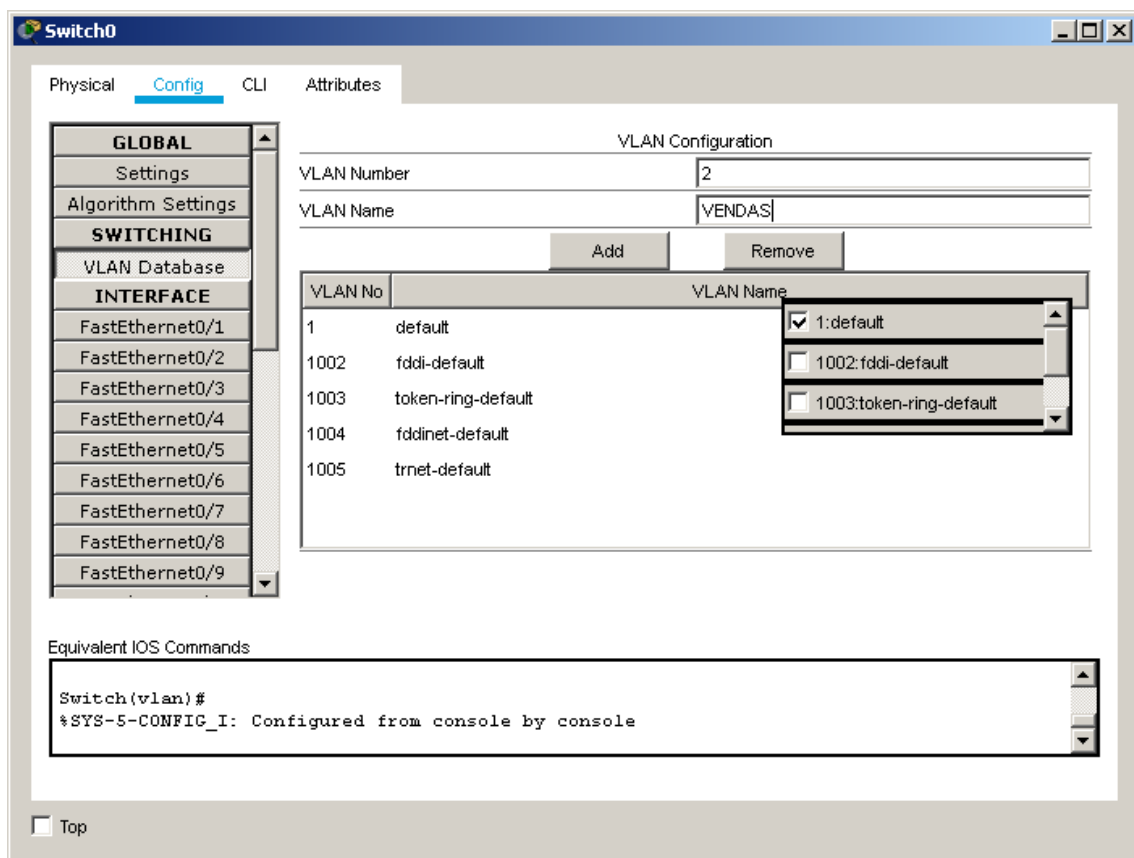 Switch0
Physical Config CLI Attributes
GLOBAL
Settings
Algorithm Settings
SWITCHING
VLAN Database
INTERFACE
FastEthernet0/1
FastEthernet0/2
FastEthernet0/3
FastEthernet0/4
FastEthernet0/5
FastEthernet0/6
FastEthernet0/7
FastEthernet0/8
FastEthernet0/9
VLAN Configuration
VLAN Number 2
VLAN Name VENDAS
Add Remove
VLAN No VLAN Name
1 default
1002 fddi-default
1003 token-ring-default
1004 fddinet-default
1005 trnet-default
1:default
1002:fddi-default
1003:token-ring-default
Equivalent IOS Commands
Switch(vlan)#
%SYS-5-CONFIG_I: Configured from console by console
Top